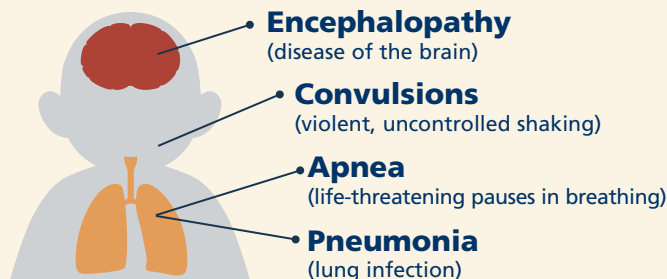 Encephalopathy
(disease of the brain)
Convulsions
(violent, uncontrolled shaking)
Apnea
(life-threatening pauses in breathing)
Pneumonia
(lung infection)